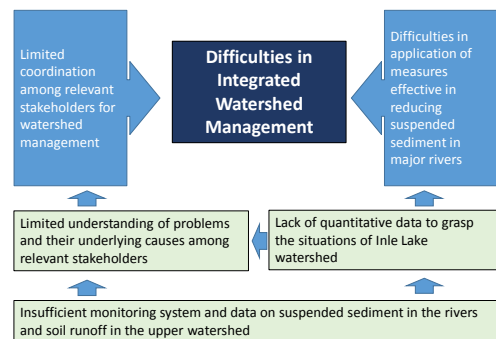 Limited
coordination
among relevant
stakeholders for
watershed
management
Difficulties in
Integrated
Watershed
Management
Difficulties in
application of
measures
effective in
reducing
suspended
sediment in
major rivers
Limited understanding of problems
and their underlying causes among
relevant stakeholders
Lack of quantitative data to grasp
the situations of Inle Lake
watershed
Insufficient monitoring system and data on suspended sediment in the rivers
and soil runoff in the upper watershed